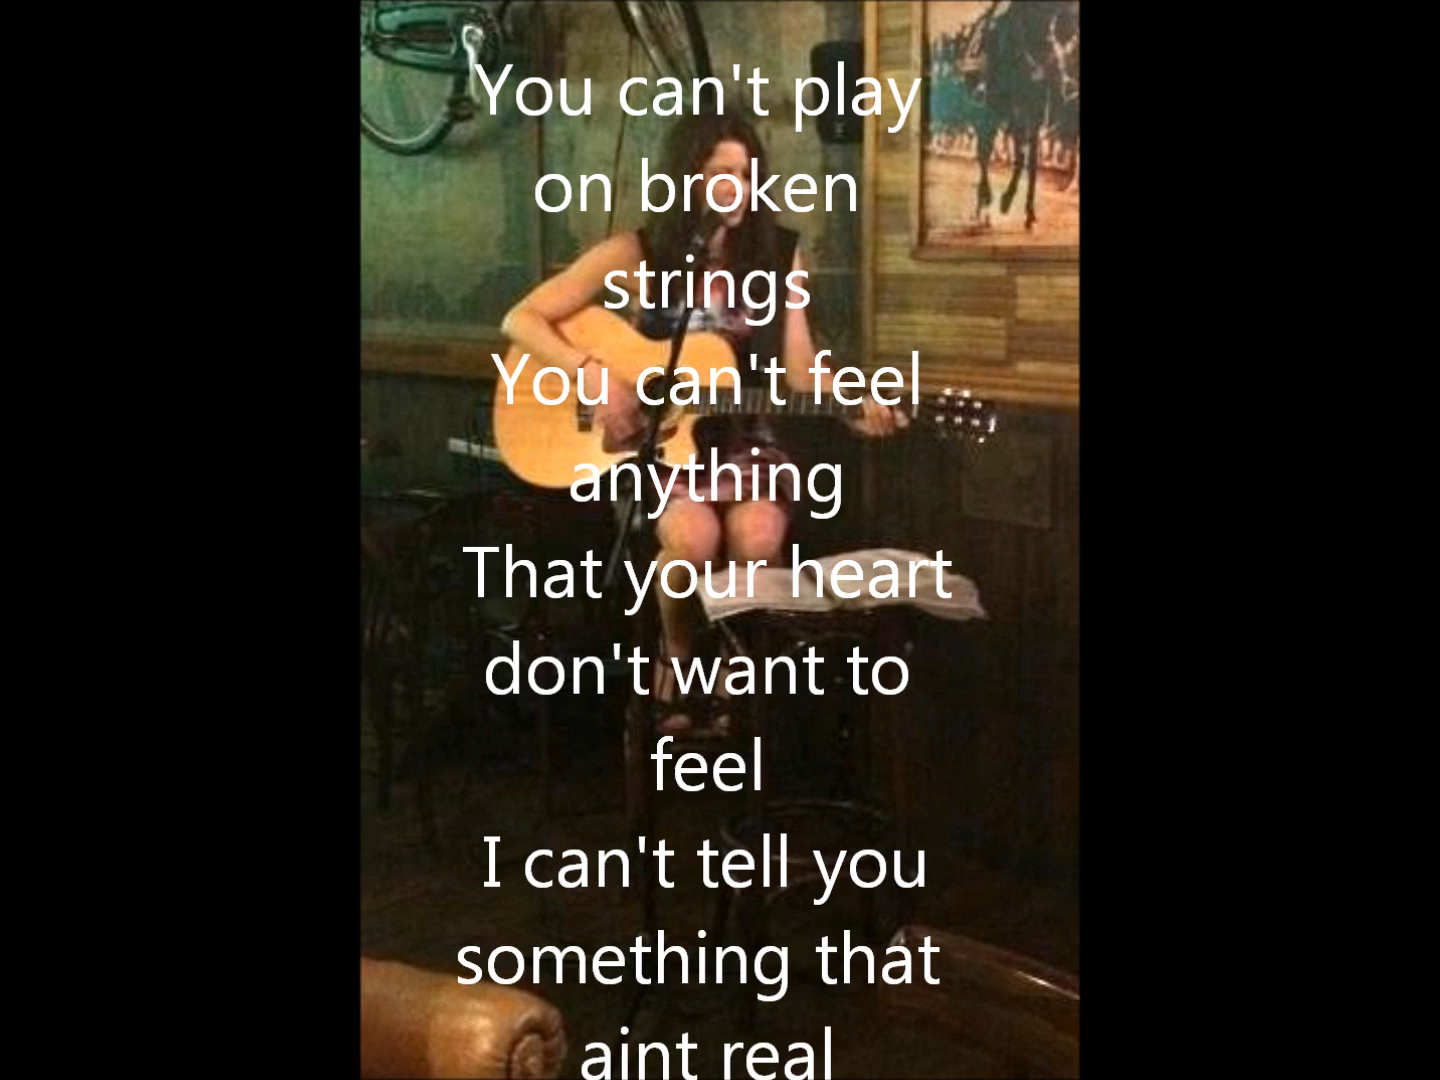 You can't play
on broken
strings
You can't feel
anything
That your heart
don't want to
feel
I can't tell you
something that
aint real